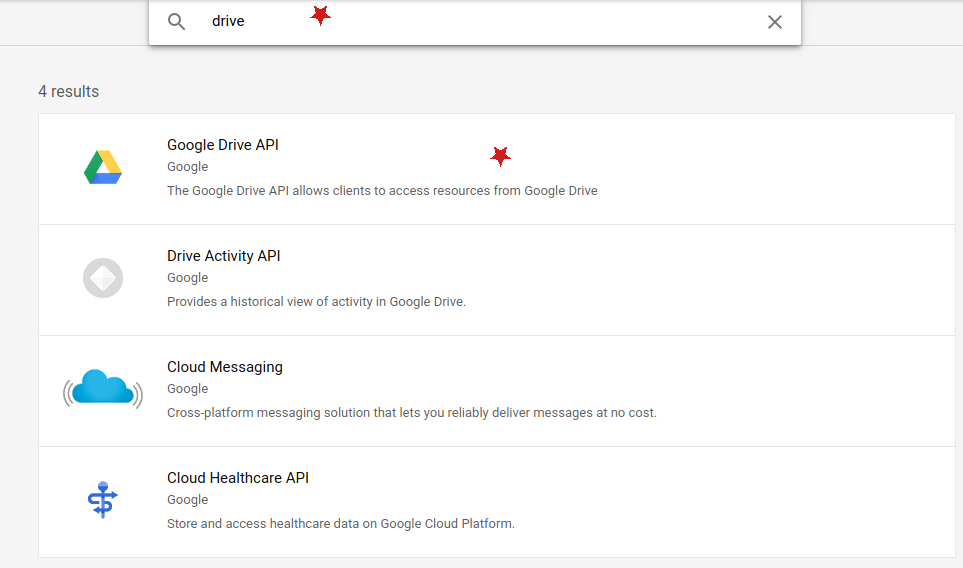 drive
4 results
Google Drive API
Google
The Google Drive API allows clients to access resources from Google Drive
Drive Activity API
Google
Provides a historical view of activity in Google Drive.
Cloud Messaging
Google
Cross-platform messaging solution that lets you reliably deliver messages at no cost.
Cloud Healthcare API
Google
Store and access healthcare data on Google Cloud Platform.